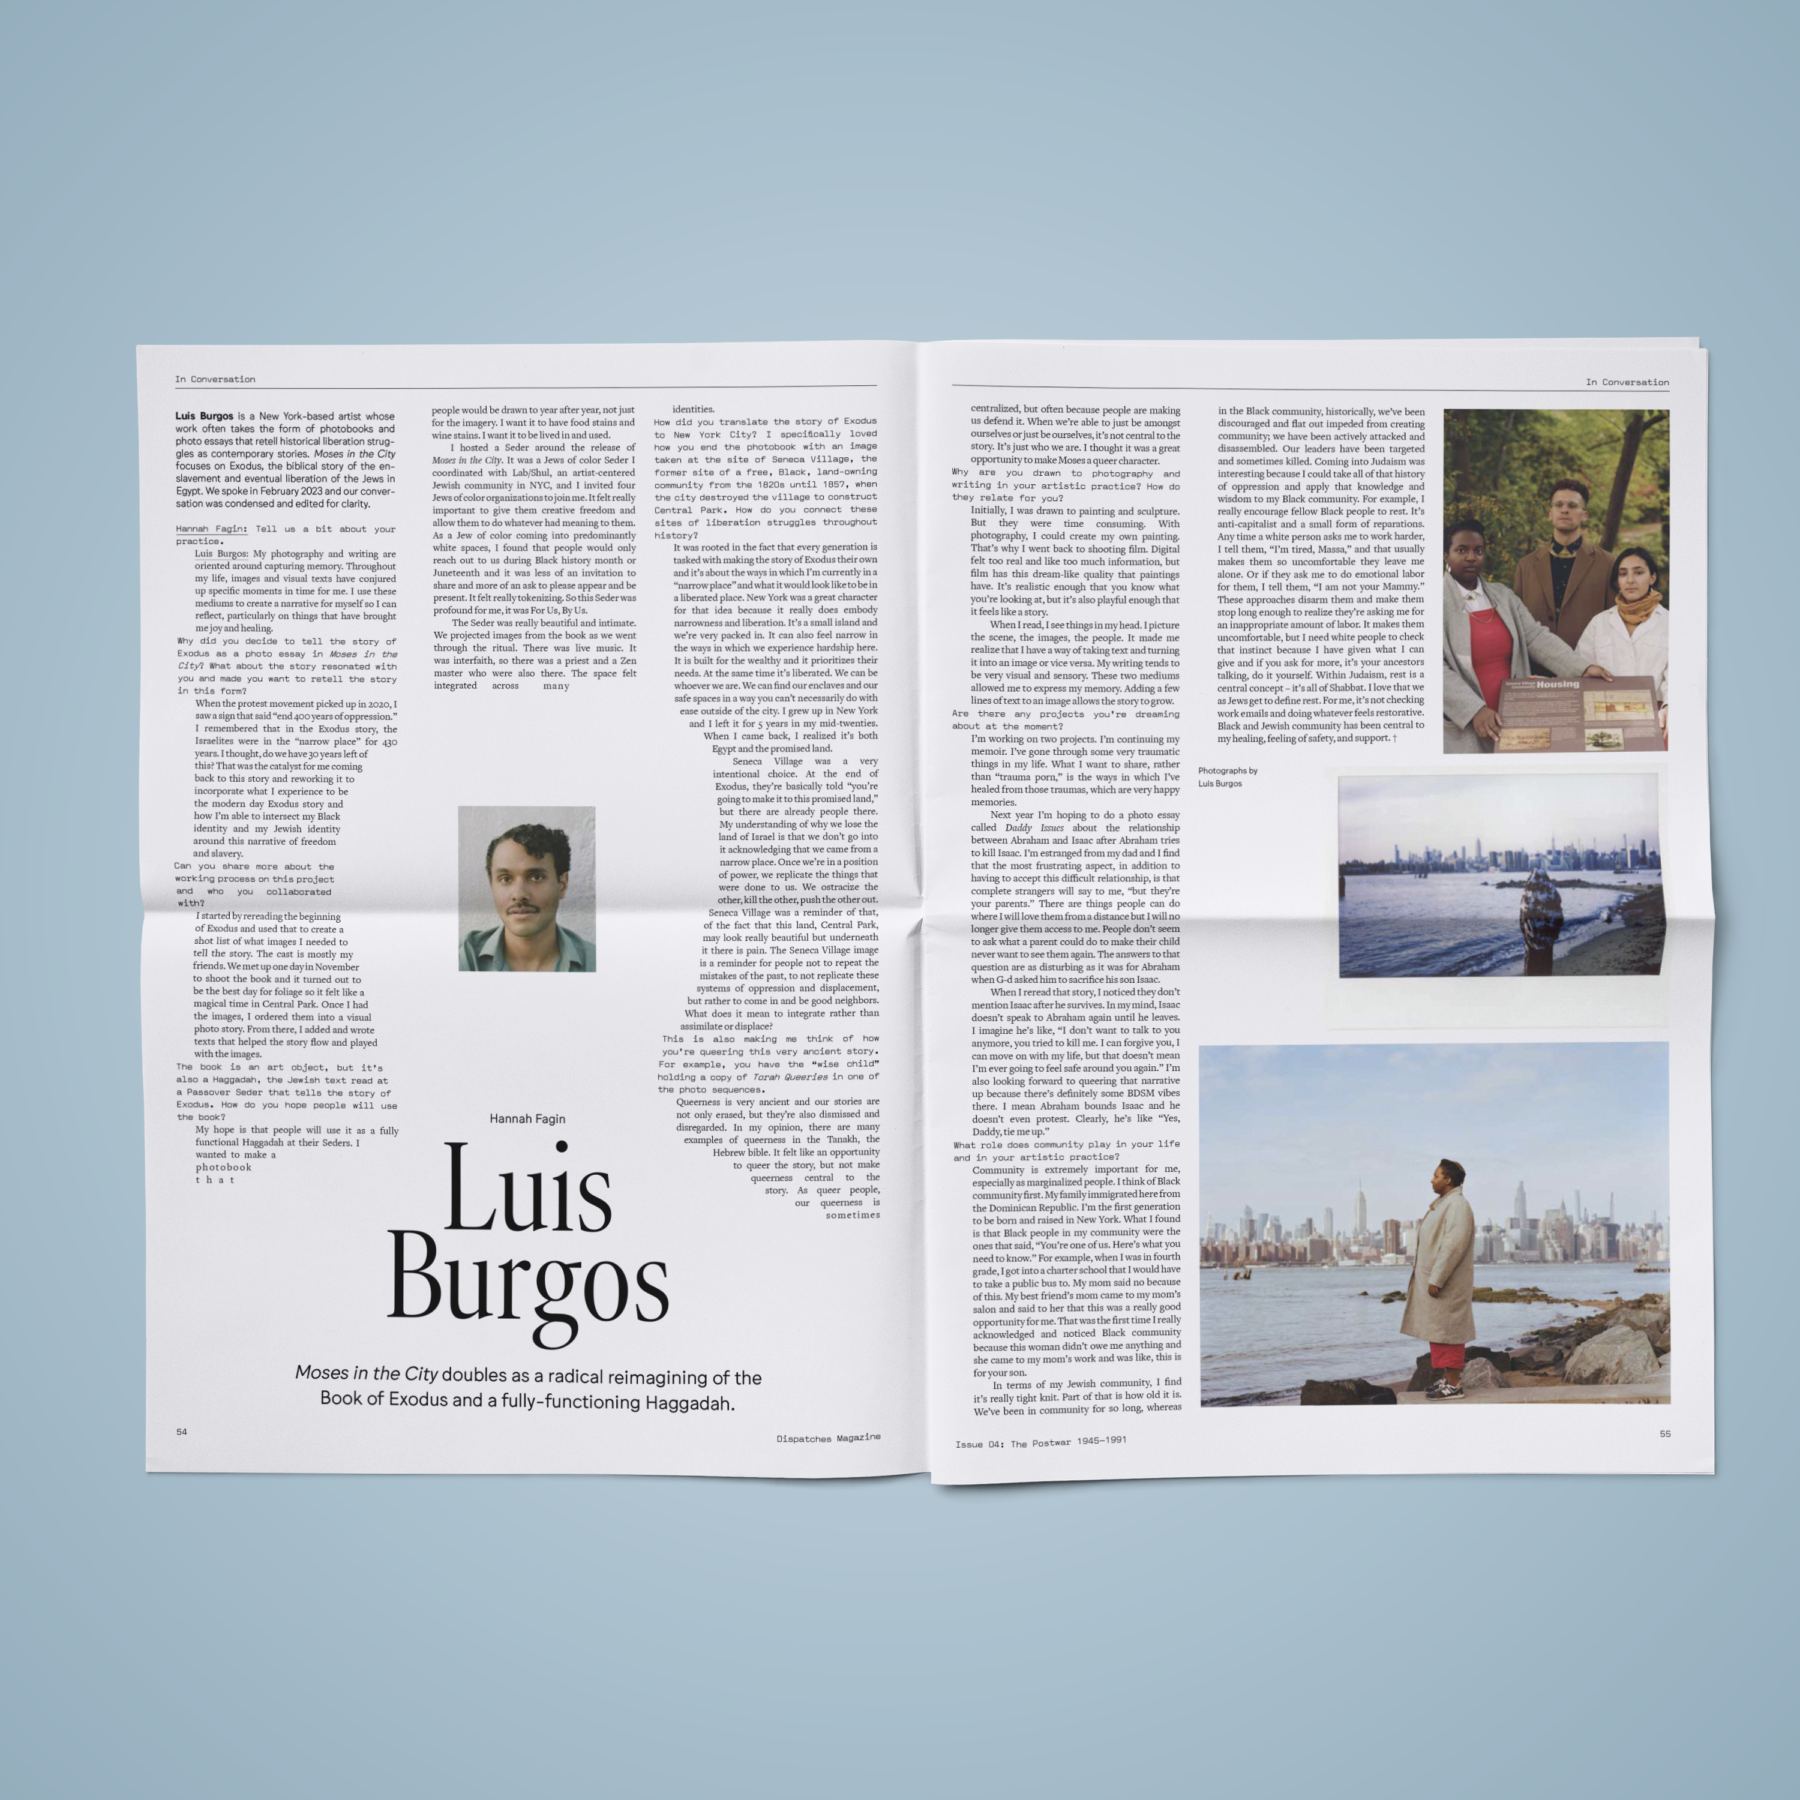 In Conversation
Luis Burgos is a New York-based artist whose
work often takes the form of photobooks and
photo essays that retell historical liberation strug-
gles as contemporary stories. Moses in the City
focuses on Exodus, the biblical story of the en-
slavement and eventual liberation of the Jews in
Egypt. We spoke in February 2023 and our conver-
sation was condensed and edited for clarity.
Hannah Fagin: Tell us a bit about your
practice.
Luis Burgos: My photography and writing are
oriented around capturing memory. Throughout
my life, images and visual texts have conjured
up specific moments in time for me. I use these
mediums to create a narrative for myself so I can
reflect, particularly on things that have brought
me joy and healing.
Why did you decide to tell the story of
Exodus as a photo essay in Moses in the
City? What about the story resonated with
you and made you want to retell the story
in this form?
When the protest movement picked up in 2020, I
saw a sign that said “end 400 years of oppression.”
I remembered that in the Exodus story, the
Israelites were in the “narrow place” for 430
years. I thought, do we have 30 years left of
this? That was the catalyst for me coming
back to this story and reworking it to
incorporate what I experience to be
the modern day Exodus story and
how I’m able to intersect my Black
identity and my Jewish identity
around this narrative of freedom
and slavery.
Can you share more about the
working process on this project
and who you collaborated
with?
I started by rereading the beginning
of Exodus and used that to create a
shot list of what images I needed to
tell the story. The cast is mostly my
friends. We met up one day in November
to shoot the book and it turned out to
be the best day for foliage so it felt like a
magical time in Central Park. Once I had
the images, I ordered them into a visual
photo story. From there, I added and wrote
texts that helped the story flow and played
with the images.
The book is an art object, but it’s
also a Haggadah, the Jewish text read at
a Passover Seder that tells the story of
Exodus. How do you hope people will use
the book?
My hope is that people will use it as a fully
functional Haggadah at their Seders. I
wanted to make a
photobook
that
people would be drawn to year after year, not just
for the imagery. I want it to have food stains and
wine stains. I want it to be lived in and used.
I hosted a Seder around the release of
Moses in the City. It was a Jews of color Seder I
coordinated with Lab/Shul, an artist-centered
Jewish community in NYC, and I invited four
Jews of color organizations to join me. It felt really
important to give them creative freedom and
allow them to do whatever had meaning to them.
As a Jew of color coming into predominantly
white spaces, I found that people would only
reach out to us during Black history month or
Juneteenth and it was less of an invitation to
share and more of an ask to please appear and be
present. It felt really tokenizing. So this Seder was
profound for me, it was For Us, By Us.
The Seder was really beautiful and intimate.
We projected images from the book as we went
through the ritual. There was live music. It
was interfaith, so there was a priest and a Zen
master who were also there. The space felt
integrated across many
identities.
How did you translate the story of Exodus
to New York City? I specifically loved
how you end the photobook with an image
taken at the site of Seneca Village, the
former site of a free, Black, land-owning
community from the 1820s until 1857, when
the city destroyed the village to construct
Central Park. How do you connect these
sites of liberation struggles throughout
history?
It was rooted in the fact that every generation is
tasked with making the story of Exodus their own
and it’s about the ways in which I’m currently in a
“narrow place” and what it would look like to be in
a liberated place. New York was a great character
for that idea because it really does embody
narrowness and liberation. It’s a small island and
we’re very packed in. It can also feel narrow in
the ways in which we experience hardship here.
It is built for the wealthy and it prioritizes their
needs. At the same time it’s liberated. We can be
whoever we are. We can find our enclaves and our
safe spaces in a way you can’t necessarily do with
ease outside of the city. I grew up in New York
and I left it for 5 years in my mid-twenties.
When I came back, I realized it’s both
Egypt and the promised land.
Seneca Village was a very
intentional choice. At the end of
Exodus, they’re basically told “you’re
going to make it to this promised land,”
but there are already people there.
My understanding of why we lose the
land of Israel is that we don’t go into
it acknowledging that we came from a
narrow place. Once we’re in a position
of power, we replicate the things that
were done to us. We ostracize the
other, kill the other, push the other out.
Seneca Village was a reminder of that,
of the fact that this land, Central Park,
may look really beautiful but underneath
it there is pain. The Seneca Village image
is a reminder for people not to repeat the
mistakes of the past, to not replicate these
systems of oppression and displacement,
but rather to come in and be good neighbors.
What does it mean to integrate rather than
assimilate or displace?
This is also making me think of how
you’re queering this very ancient story.
For example, you have the “wise child”
holding a copy of Torah Queeries in one of
the photo sequences.
Queerness is very ancient and our stories are
not only erased, but they’re also dismissed and
disregarded. In my opinion, there are many
examples of queerness in the Tanakh, the
Hebrew bible. It felt like an opportunity
to queer the story, but not make
queerness central to the
story. As queer people,
our queerness is
sometimes
Hannah Fagin
Luis
Burgos
Moses in the City doubles as a radical reimagining of the
Book of Exodus and a fully-functioning Haggadah.
54
Dispatches Magazine
In Conversation
centralized, but often because people are making
us defend it. When we’re able to just be amongst
ourselves or just be ourselves, it’s not central to the
story. It’s just who we are. I thought it was a great
opportunity to make Moses a queer character.
Why are you drawn to photography and
writing in your artistic practice? How do
they relate for you?
Initially, I was drawn to painting and sculpture.
But they were time consuming. With
photography, I could create my own painting.
That’s why I went back to shooting film. Digital
felt too real and like too much information, but
film has this dream-like quality that paintings
have. It’s realistic enough that you know what
you’re looking at, but it’s also playful enough that
it feels like a story.
When I read, I see things in my head. I picture
the scene, the images, the people. It made me
realize that I have a way of taking text and turning
it into an image or vice versa. My writing tends to
be very visual and sensory. These two mediums
allowed me to express my memory. Adding a few
lines of text to an image allows the story to grow.
Are there any projects you’re dreaming
about at the moment?
I’m working on two projects. I’m continuing my
memoir. I’ve gone through some very traumatic
things in my life. What I want to share, rather
than “trauma porn,” is the ways in which I’ve
healed from those traumas, which are very happy
memories.
Next year I’m hoping to do a photo essay
called Daddy Issues about the relationship
between Abraham and Isaac after Abraham tries
to kill Isaac. I’m estranged from my dad and I find
that the most frustrating aspect, in addition to
having to accept this difficult relationship, is that
complete strangers will say to me, “but they’re
your parents.” There are things people can do
where I will love them from a distance but I will no
longer give them access to me. People don’t seem
to ask what a parent could do to make their child
never want to see them again. The answers to that
question are as disturbing as it was for Abraham
when G-d asked him to sacrifice his son Isaac.
When I reread that story, I noticed they don’t
mention Isaac after he survives. In my mind, Isaac
doesn’t speak to Abraham again until he leaves.
I imagine he’s like, “I don’t want to talk to you
anymore, you tried to kill me. I can forgive you, I
can move on with my life, but that doesn’t mean
I’m ever going to feel safe around you again.” I’m
also looking forward to queering that narrative
up because there’s definitely some BDSM vibes
there. I mean Abraham bounds Isaac and he
doesn’t even protest. Clearly, he’s like “Yes,
Daddy, tie me up.”
What role does community play in your life
and in your artistic practice?
Community is extremely important for me,
especially as marginalized people. I think of Black
community first. My family immigrated here from
the Dominican Republic. I’m the first generation
to be born and raised in New York. What I found
is that Black people in my community were the
ones that said, “You’re one of us. Here’s what you
need to know.” For example, when I was in fourth
grade, I got into a charter school that I would have
to take a public bus to. My mom said no because
of this. My best friend’s mom came to my mom’s
salon and said to her that this was a really good
opportunity for me. That was the first time I really
acknowledged and noticed Black community
because this woman didn’t owe me anything and
she came to my mom’s work and was like, this is
for your son.
In terms of my Jewish community, I find
it’s really tight knit. Part of that is how old it is.
We’ve been in community for so long, whereas
in the Black community, historically, we’ve been
discouraged and flat out impeded from creating
community; we have been actively attacked and
disassembled. Our leaders have been targeted
and sometimes killed. Coming into Judaism was
interesting because I could take all of that history
of oppression and apply that knowledge and
wisdom to my Black community. For example, I
really encourage fellow Black people to rest. It’s
anti-capitalist and a small form of reparations.
Any time a white person asks me to work harder,
I tell them, “I’m tired, Massa,” and that usually
makes them so uncomfortable they leave me
alone. Or if they ask me to do emotional labor
for them, I tell them, “I am not your Mammy.”
These approaches disarm them and make them
stop long enough to realize they’re asking me for
an inappropriate amount of labor. It makes them
uncomfortable, but I need white people to check
that instinct because I have given what I can
give and if you ask for more, it’s your ancestors
talking, do it yourself. Within Judaism, rest is a
central concept – it’s all of Shabbat. I love that we
as Jews get to define rest. For me, it’s not checking
work emails and doing whatever feels restorative.
Black and Jewish community has been central to
my healing, feeling of safety, and support. †
Housing
Photographs by
Luis Burgos
Issue 04: The Postwar 1945–1991
55